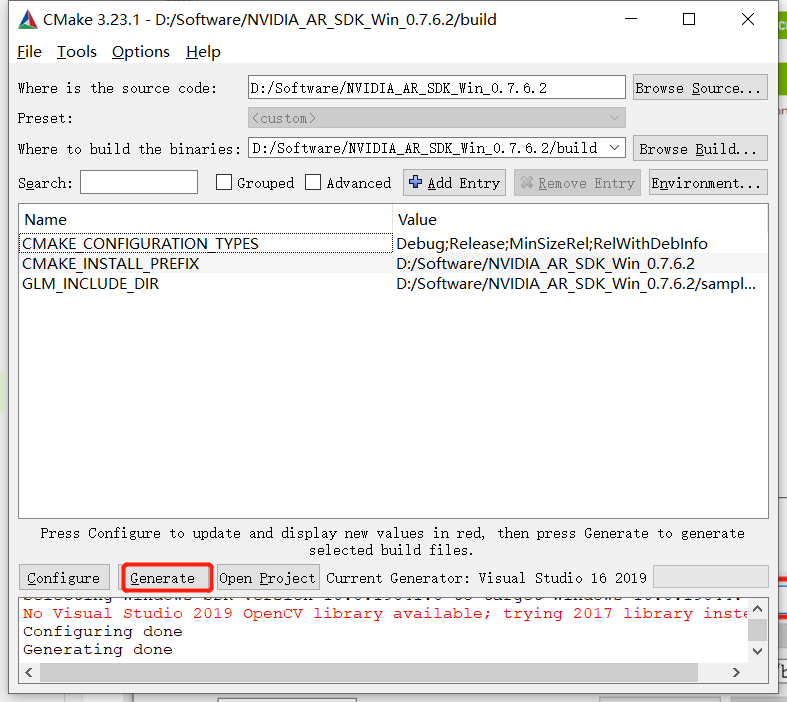 CMake 3.23.1 - D:/Software/NVIDIA_AR_SDK_Win_0.7.6.2/build
File Tools Options Help
Where is the source code: D:/Software/NVIDIA_AR_SDK_Win_0.7.6.2 Browse Source...
Preset: <custom>
Where to build the binaries: D:/Software/NVIDIA_AR_SDK_Win_0.7.6.2/build Browse Build...
Search: Grouped Advanced Add Entry Remove Entry Environment...
Name Value
CMAKE_CONFIGURATION_TYPES Debug;Release;MinSizeRel;RelWithDebInfo
CMAKE_INSTALL_PREFIX D:/Software/NVIDIA_AR_SDK_Win_0.7.6.2
GLM_INCLUDE_DIR D:/Software/NVIDIA_AR_SDK_Win_0.7.6.2/sampl...
Press Configure to update and display new values in red, then press Generate to generate
selected build files.
Configure Generate Open Project Current Generator: Visual Studio 16 2019
No Visual Studio 2019 OpenCV library available; trying 2017 library inste
Configuring done
Generating done